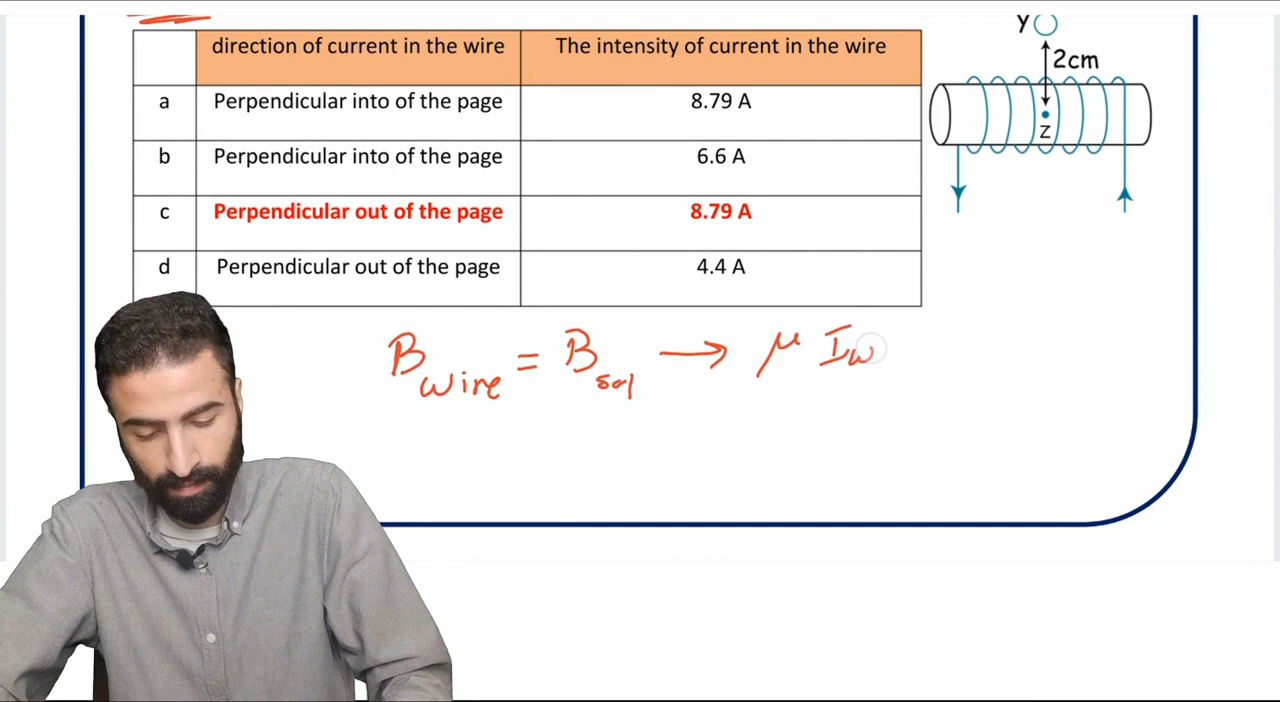 direction of current in the wire The intensity of current in the wire
a Perpendicular into of the page 8.79 A
b Perpendicular into of the page 6.6 A
c Perpendicular out of the page 8.79 A
d Perpendicular out of the page 4.4 A
Y
2cm
Z
B wire = B sol → μ I w